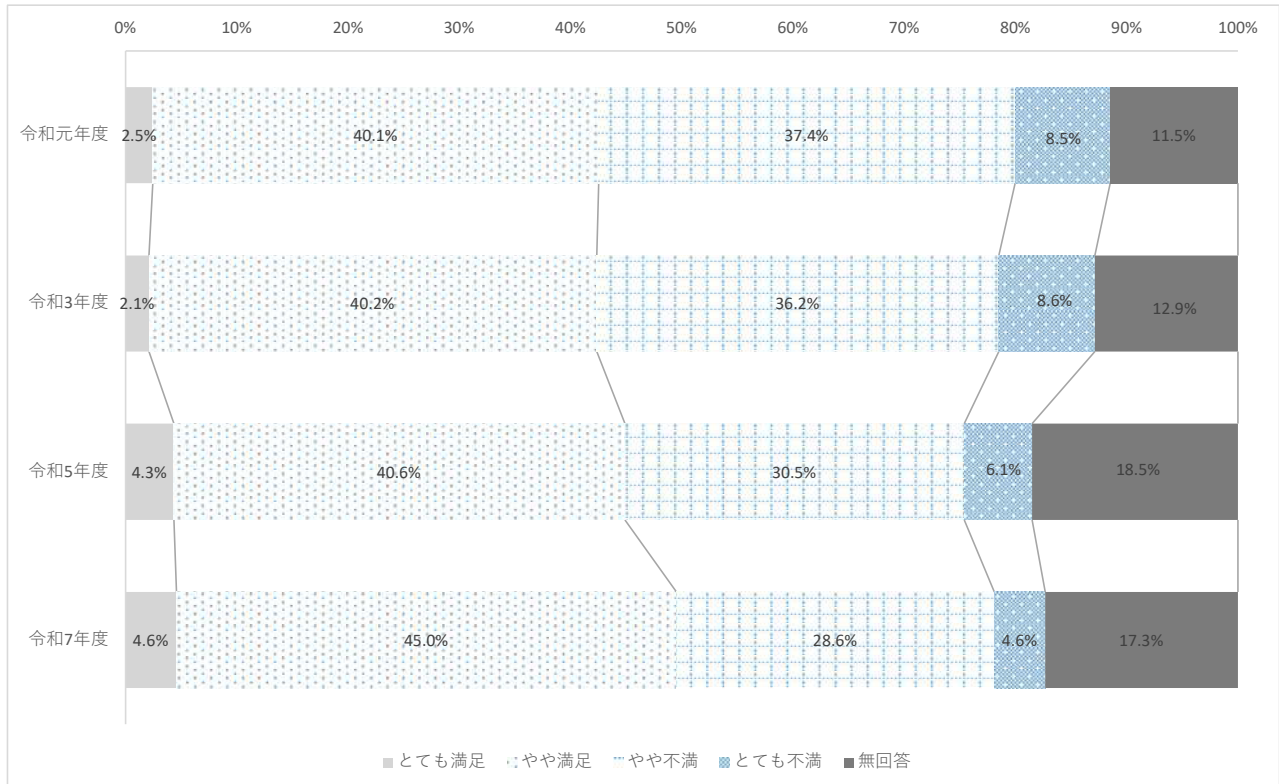 0% 10% 20% 30% 40% 50% 60% 70% 80% 90% 100%
令和元年度 2.5% 40.1% 37.4% 8.5% 11.5%
令和3年度 2.1% 40.2% 36.2% 8.6% 12.9%
令和5年度 4.3% 40.6% 30.5% 6.1% 18.5%
令和7年度 4.6% 45.0% 28.6% 4.6% 17.3%
とても満足 やや満足 やや不満 とても不満 無回答